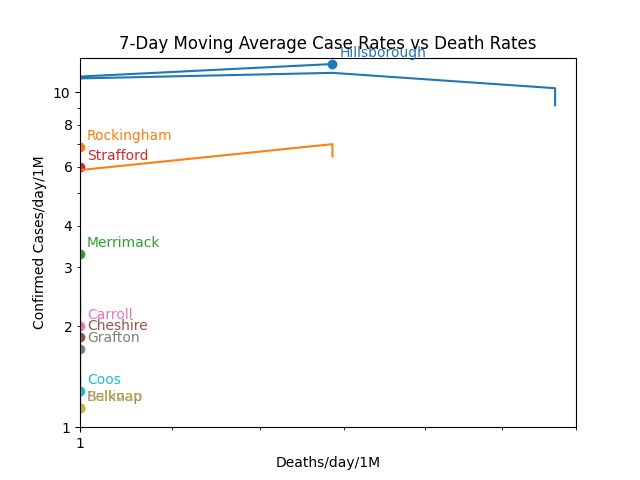 7-Day Moving Average Case Rates vs Death Rates
Hillsborough
10
Rockingham
8
Strafford
6
4
Merrimack
3
Carroll
2
Cheshire
Grafton
Coos
Sullivan
1
1
Deaths/day/1M
Confirmed Cases/day/1M